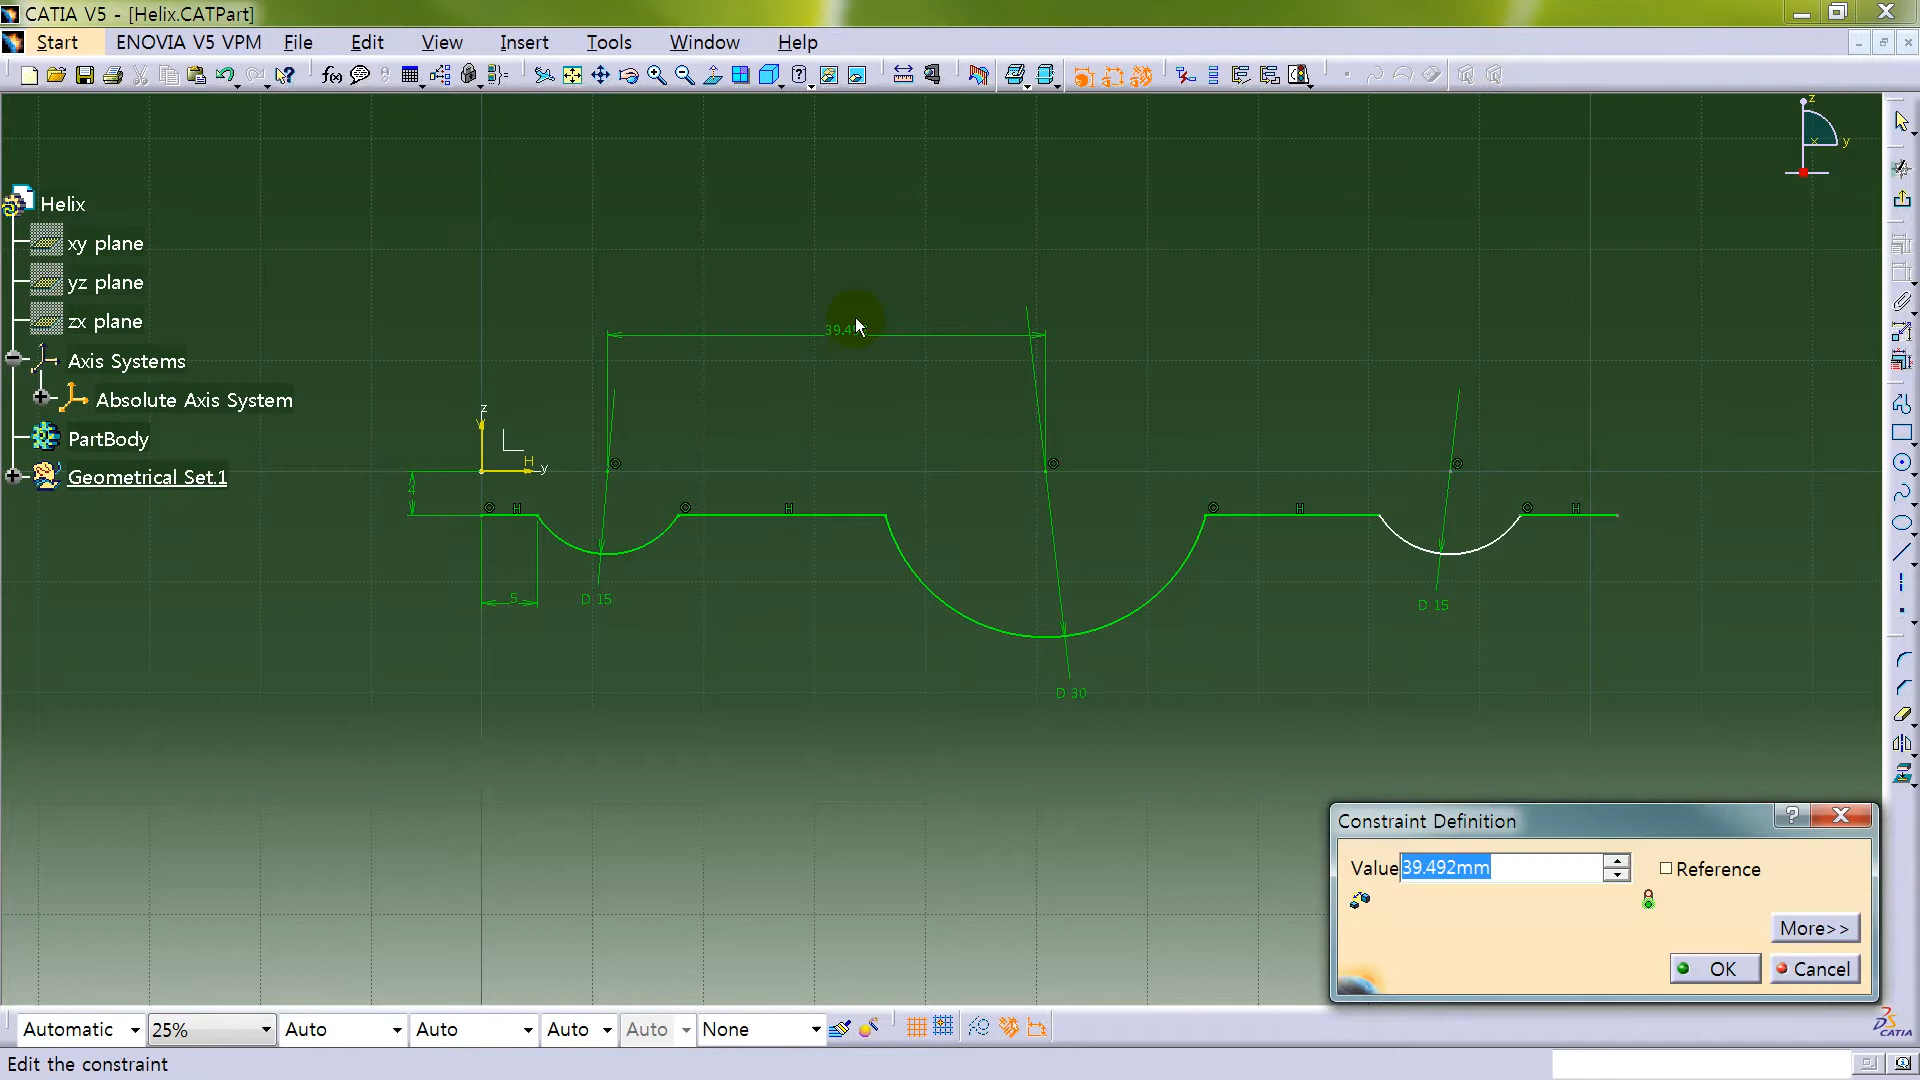 CATIA V5 - [Helix.CATPart]
Start ENOVIA V5 VPM File Edit View Insert Tools Window Help
f(x)
z
x y
Helix
xy plane
yz plane
zx plane
Axis Systems
Absolute Axis System
PartBody
Geometrical Set.1
z
H y
4
H H H H
5
D 15
D 15
D 30
Constraint Definition
Value 39.492mm Reference
More>>
OK Cancel
Automatic 25% Auto Auto Auto Auto None
CATIA
Edit the constraint